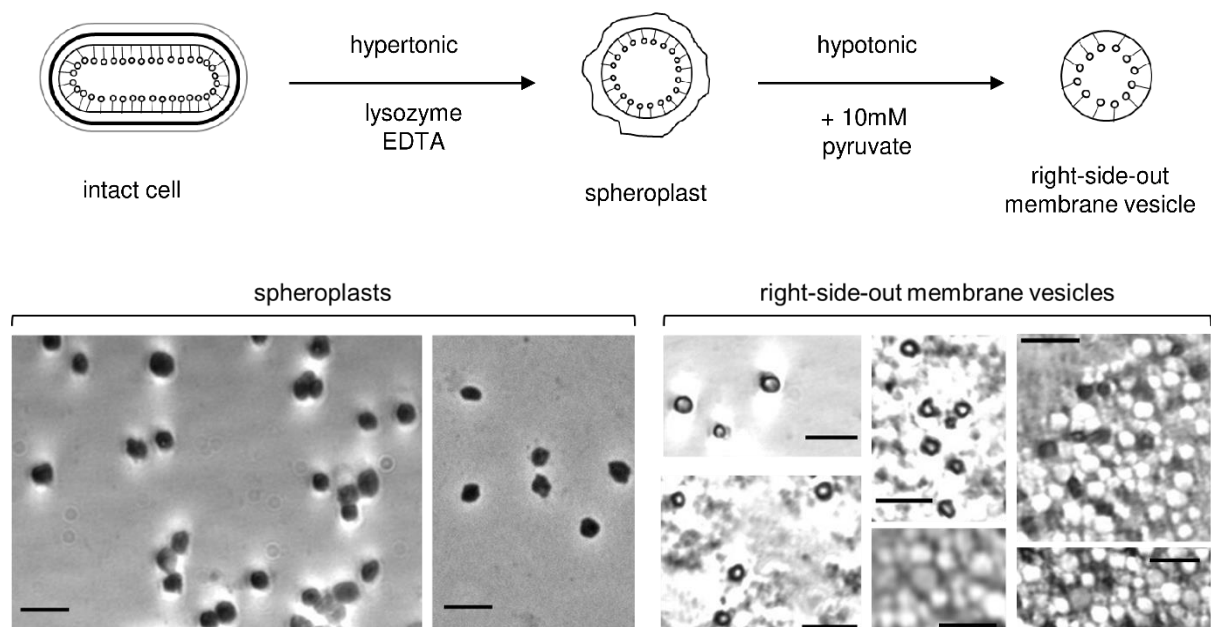 hypertonic
lysozyme
EDTA
hypotonic
+ 10mM
pyruvate
intact cell
spheroplast
right-side-out
membrane vesicle
spheroplasts
right-side-out membrane vesicles